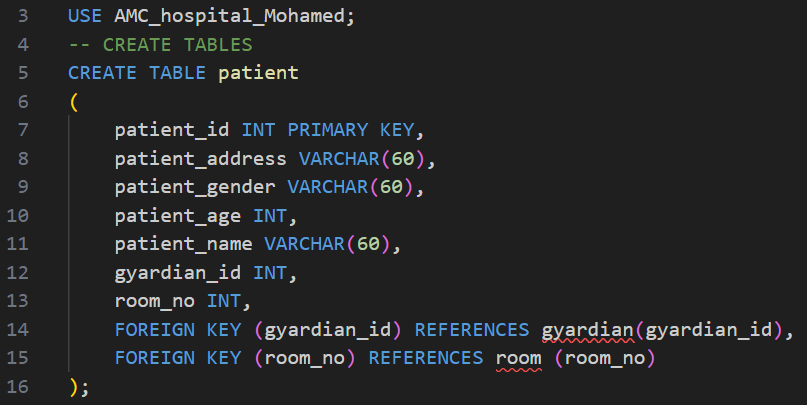 3 USE AMC_hospital_Mohamed;
4 -- CREATE TABLES
5 CREATE TABLE patient
6 (
7 patient_id INT PRIMARY KEY,
8 patient_address VARCHAR(60),
9 patient_gender VARCHAR(60),
10 patient_age INT,
11 patient_name VARCHAR(60),
12 gyardian_id INT,
13 room_no INT,
14 FOREIGN KEY (gyardian_id) REFERENCES gyardian(gyardian_id),
15 FOREIGN KEY (room_no) REFERENCES room (room_no)
16 );